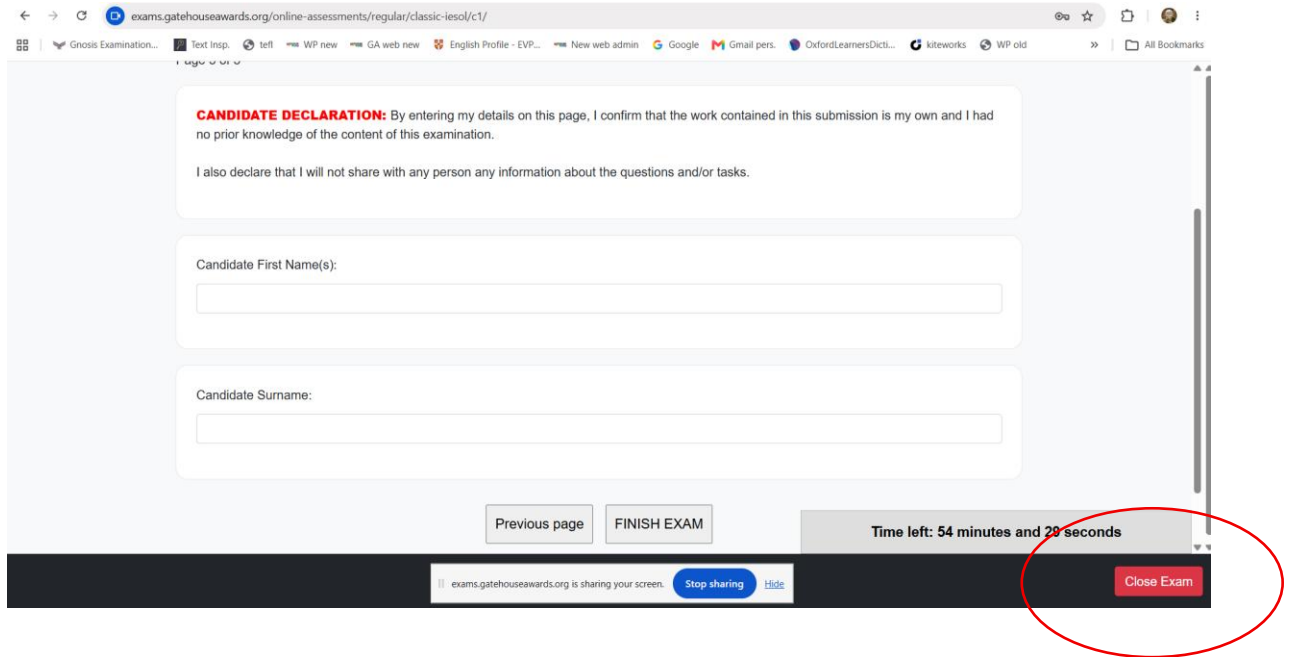 exams.gatehouseawards.org/online-assessments/regular/classic-iesol/c1/
Gnosis Examination... Text Insp. tefl WP new GA web new English Profile - EVP... New web admin Google Gmail pers. OxfordLearnersDicti... kiteworks WP old » All Bookmarks
CANDIDATE DECLARATION: By entering my details on this page, I confirm that the work contained in this submission is my own and I had
no prior knowledge of the content of this examination.
I also declare that I will not share with any person any information about the questions and/or tasks.
Candidate First Name(s):
Candidate Surname:
Previous page FINISH EXAM
Time left: 54 minutes and 29 seconds
exams.gatehouseawards.org is sharing your screen. Stop sharing Hide
Close Exam